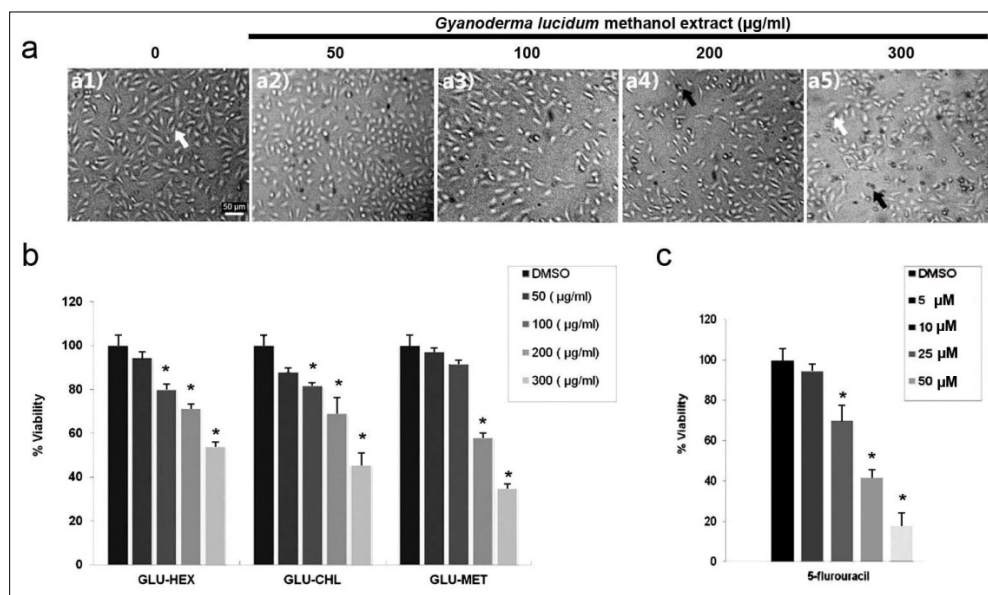 Gyanoderma lucidum methanol extract (µg/ml)
a
0 50 100 200 300
a1) a2) a3) a4) a5)
50 µm
b
DMSO
50 ( µg/ml)
100 ( µg/ml)
200 ( µg/ml)
300 ( µg/ml)
% Viability
120
100
80
60
40
20
0
* * *
* * *
* *
GLU-HEX GLU-CHL GLU-MET
c
DMSO
5 µM
10 µM
25 µM
50 µM
% Viability
120
100
80
60
40
20
0
* * *
5-flurouracil